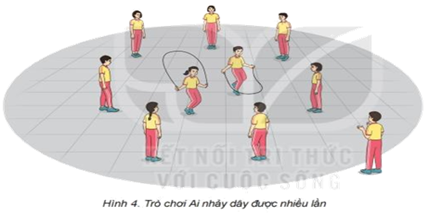 KẾT NỐI TRI THỨC
VỚI CUỘC SỐNG
Hình 4. Trò chơi Ai nhảy dây được nhiều lần